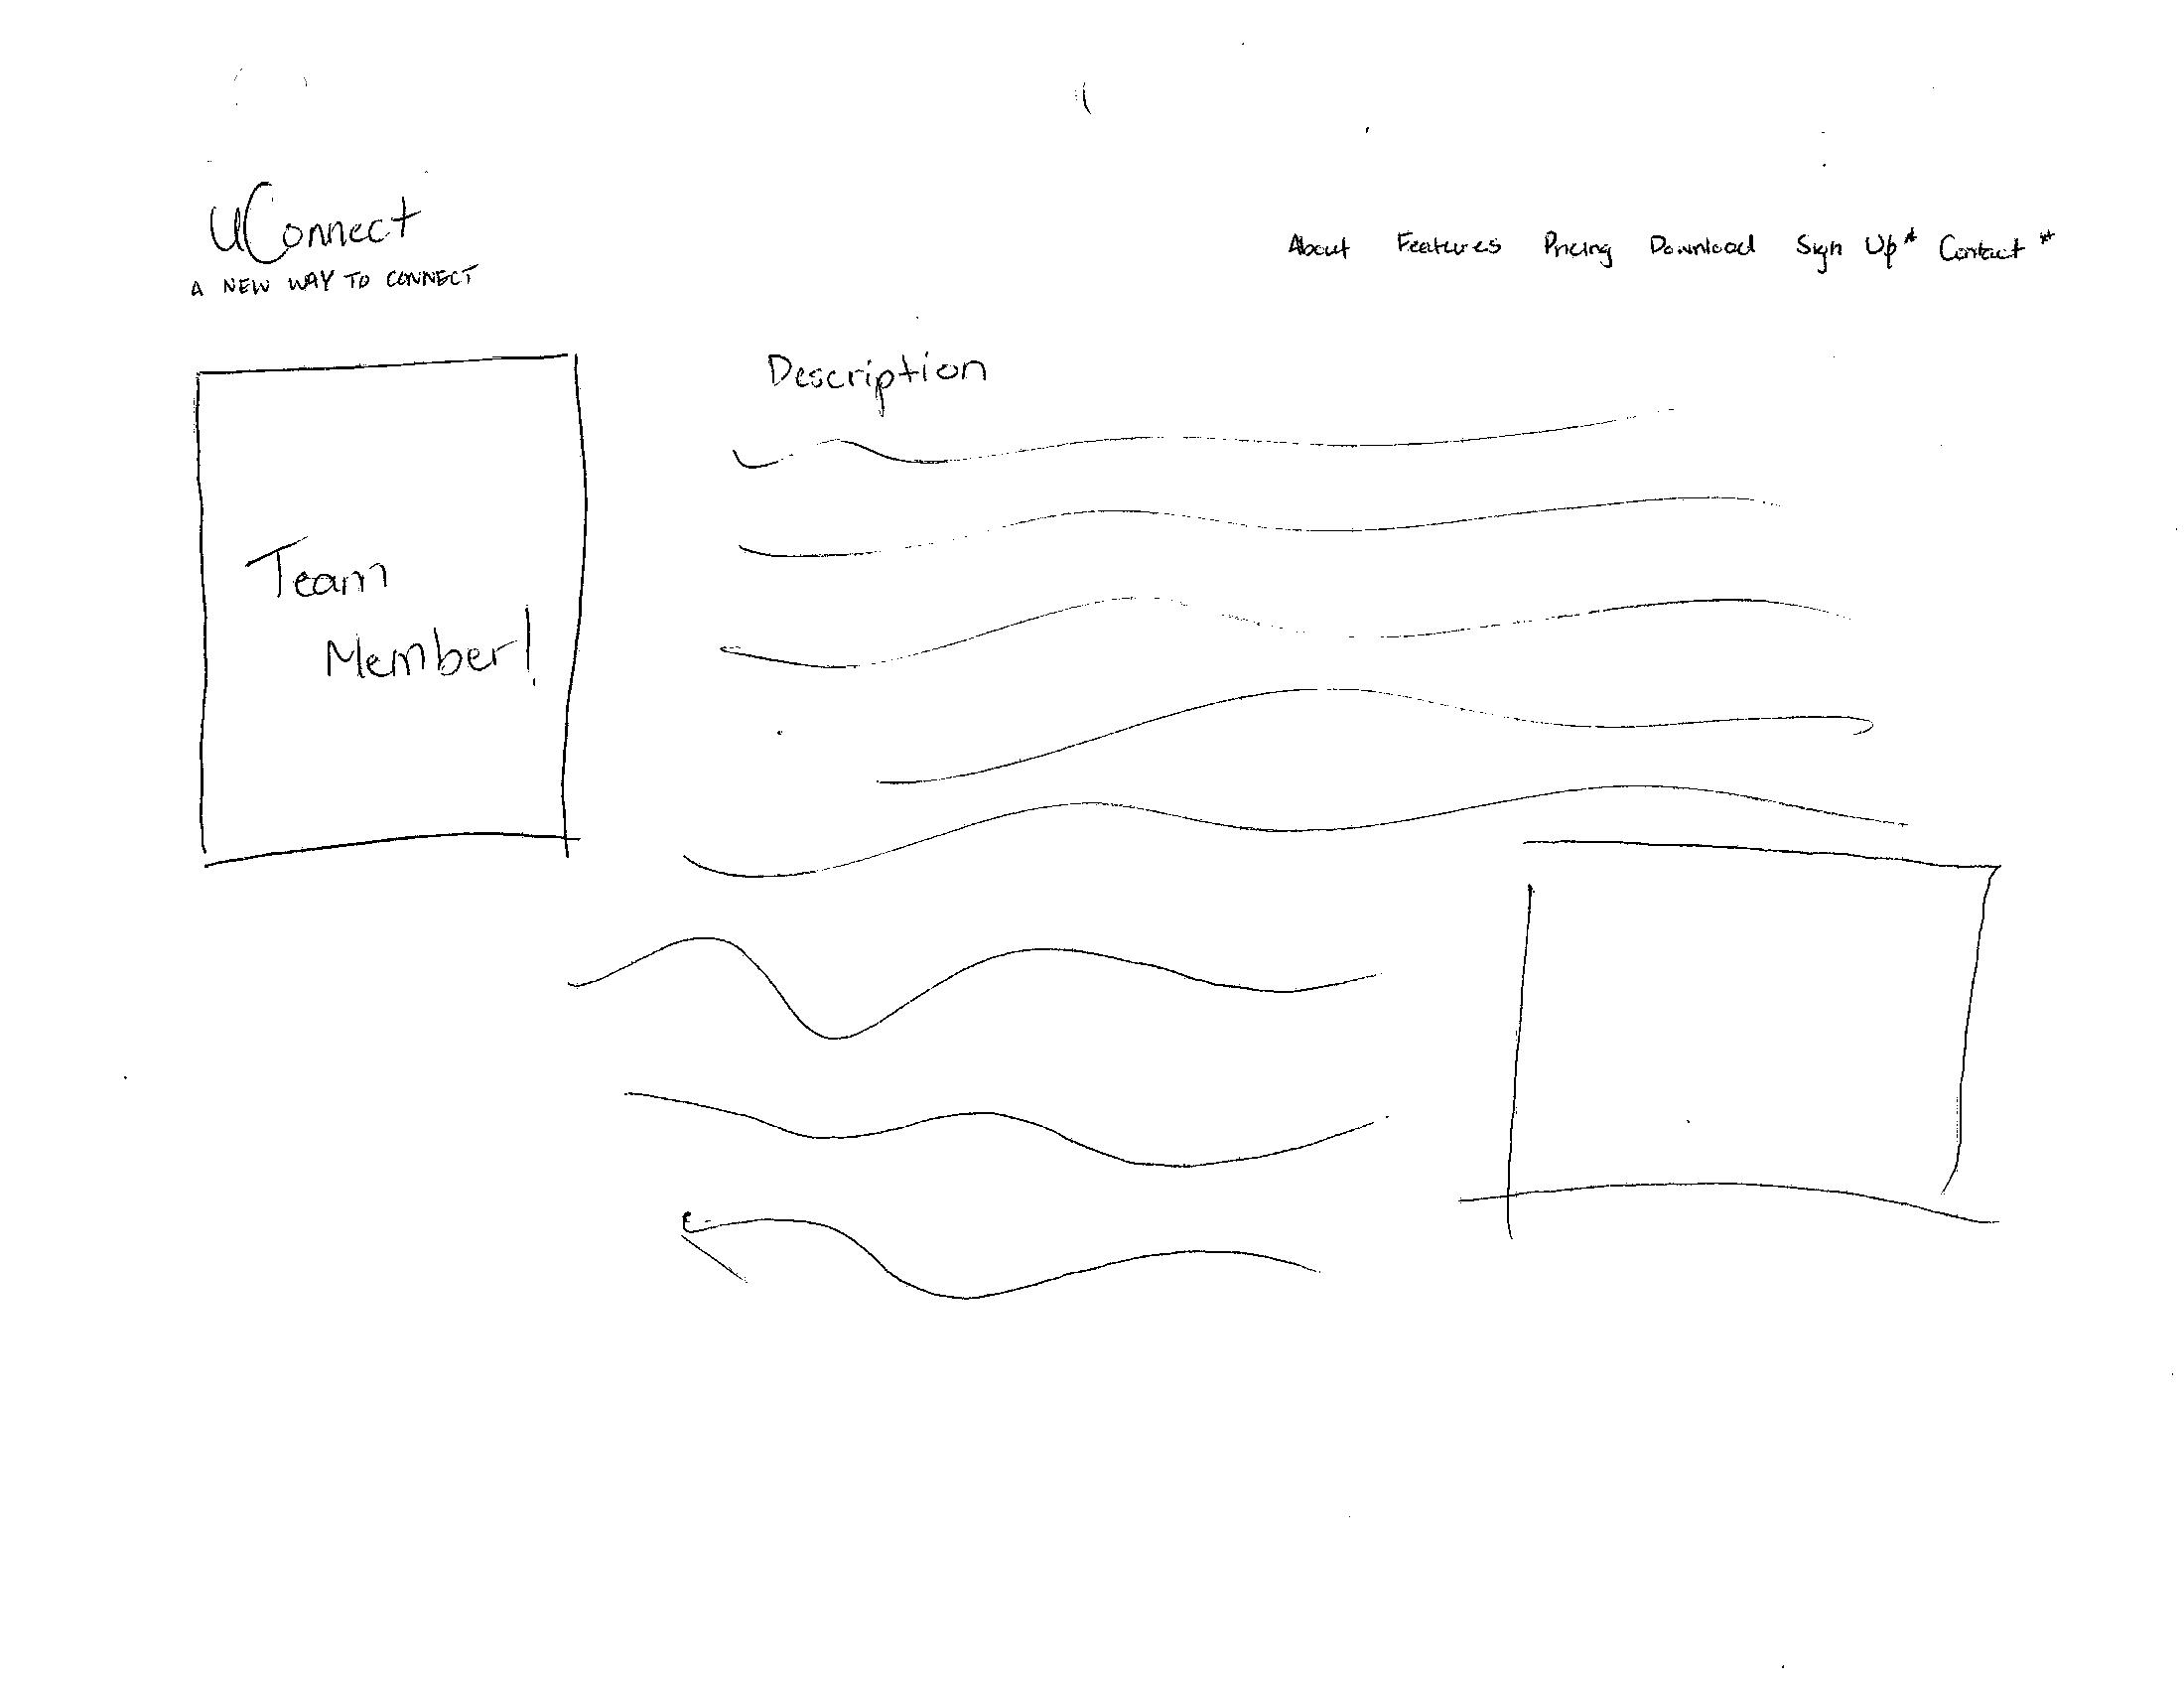 uConnect
A NEW WAY TO CONNECT
About Features Pricing Download Sign Up* Contact **
Description
Team
Member!